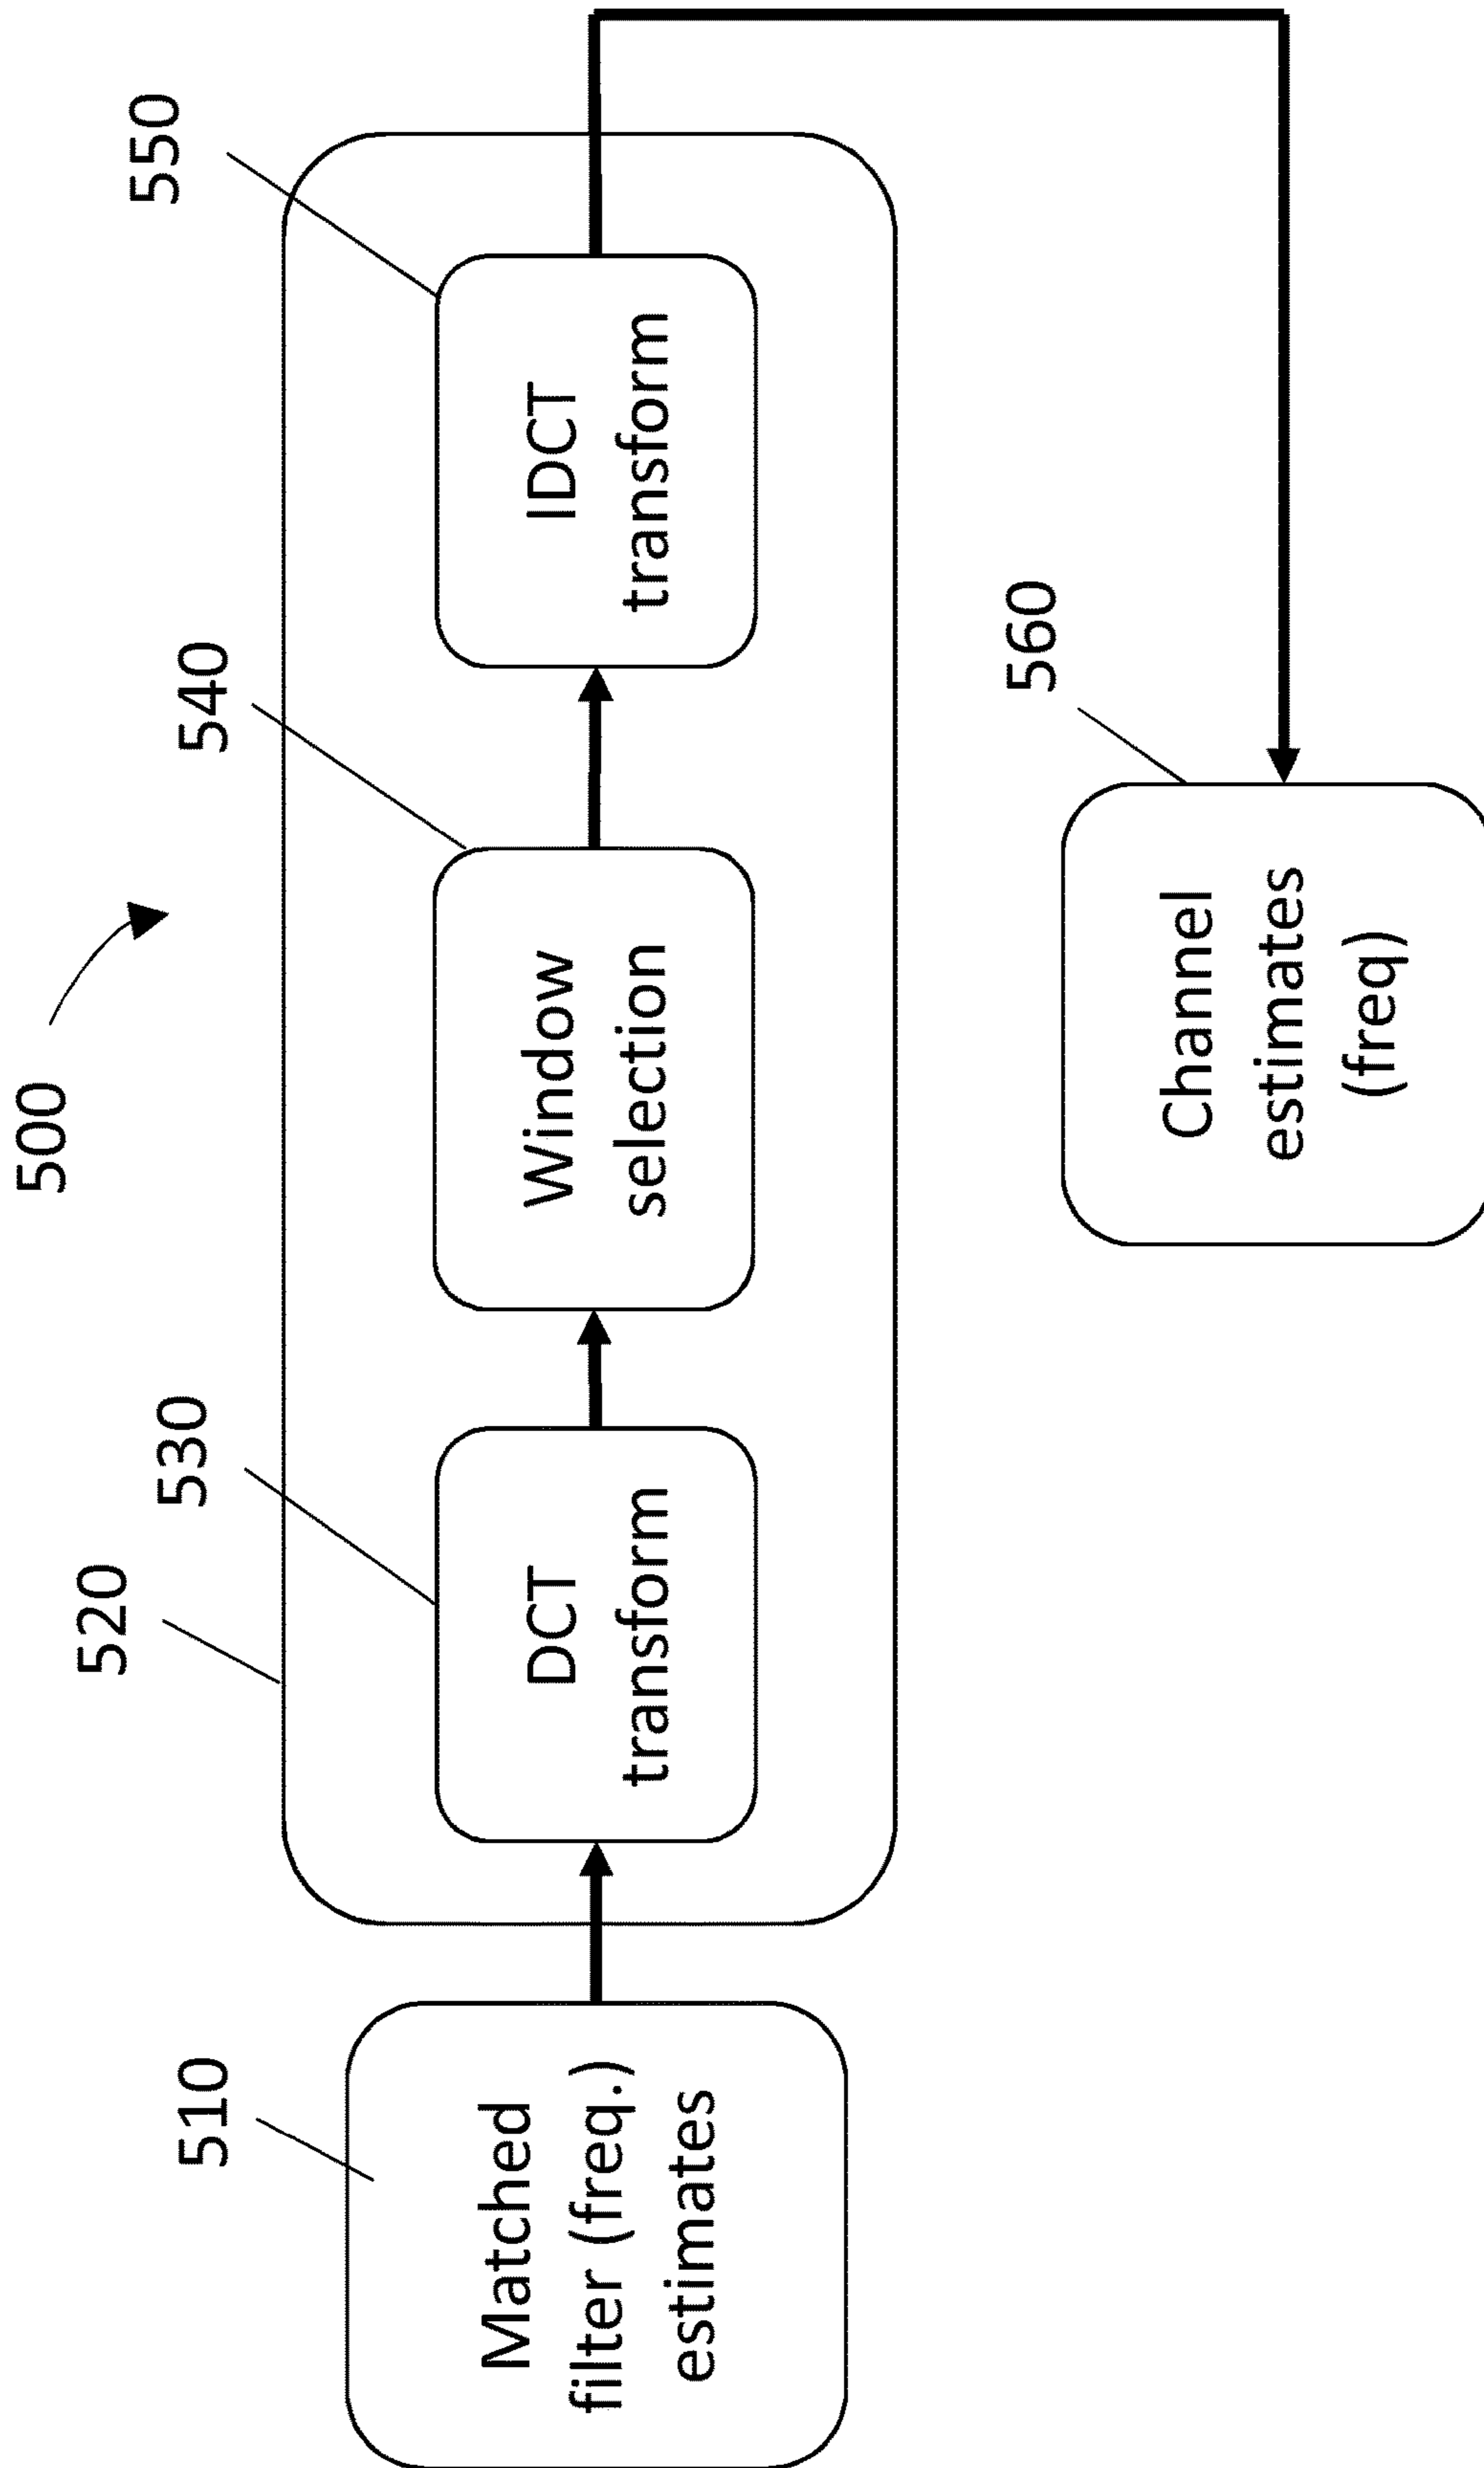 500
510
Matched
filter (freq.)
estimates
520
530
DCT
transform
540
Window
selection
550
IDCT
transform
560
Channel
estimates
(freq)